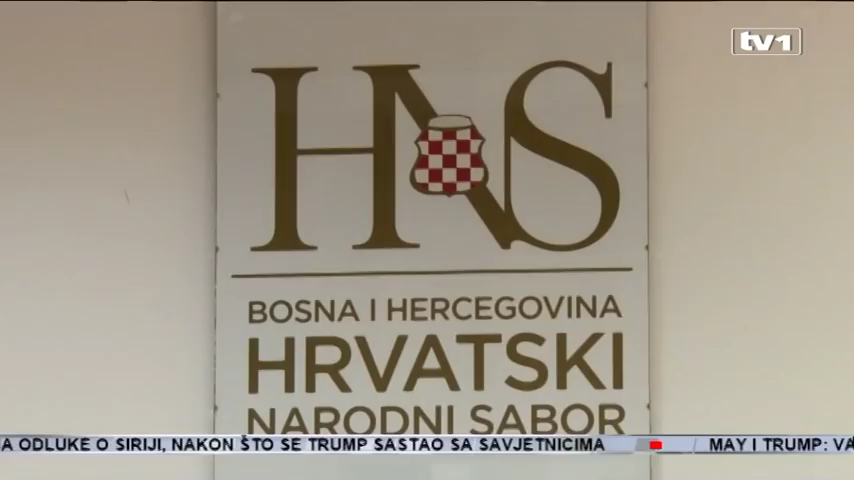 tv1
HNS
BOSNA I HERCEGOVINA
HRVATSKI
NARODNI SABOR
ODLUKE O SIRIJI, NAKON ŠTO SE TRUMP SASTAO SA SAVJETNICIMA
MAY I TRUMP: